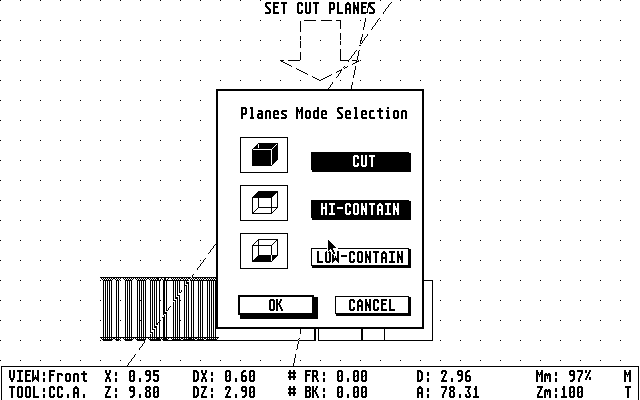 SET CUT PLANES
Planes Mode Selection
CUT
HI-CONTAIN
LOW-CONTAIN
OK CANCEL
VIEW:Front X: 0.95 DX: 0.60 # FR: 0.00 D: 2.96 Mm: 97% M
TOOL:CC.A. Z: 9.80 DZ: 2.90 # BK: 0.00 A: 78.31 Zm:100 T